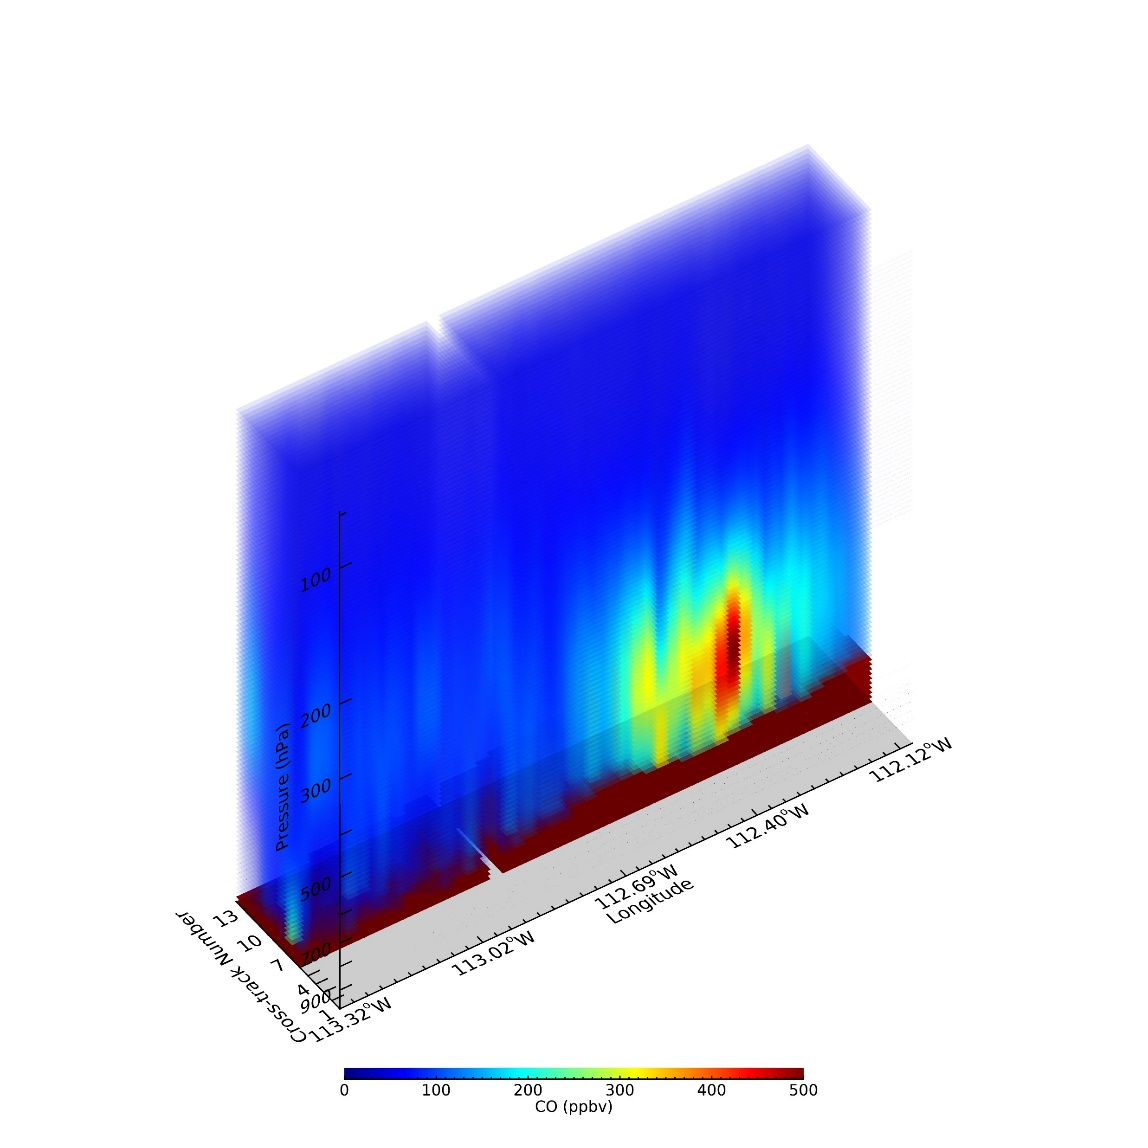 100
200
300
500
700
900
Pressure (hPa)
13
10
7
4
1
Cross-track Number
113.32°W
113.02°W
112.69°W
112.40°W
112.12°W
Longitude
0 100 200 300 400 500
CO (ppbv)